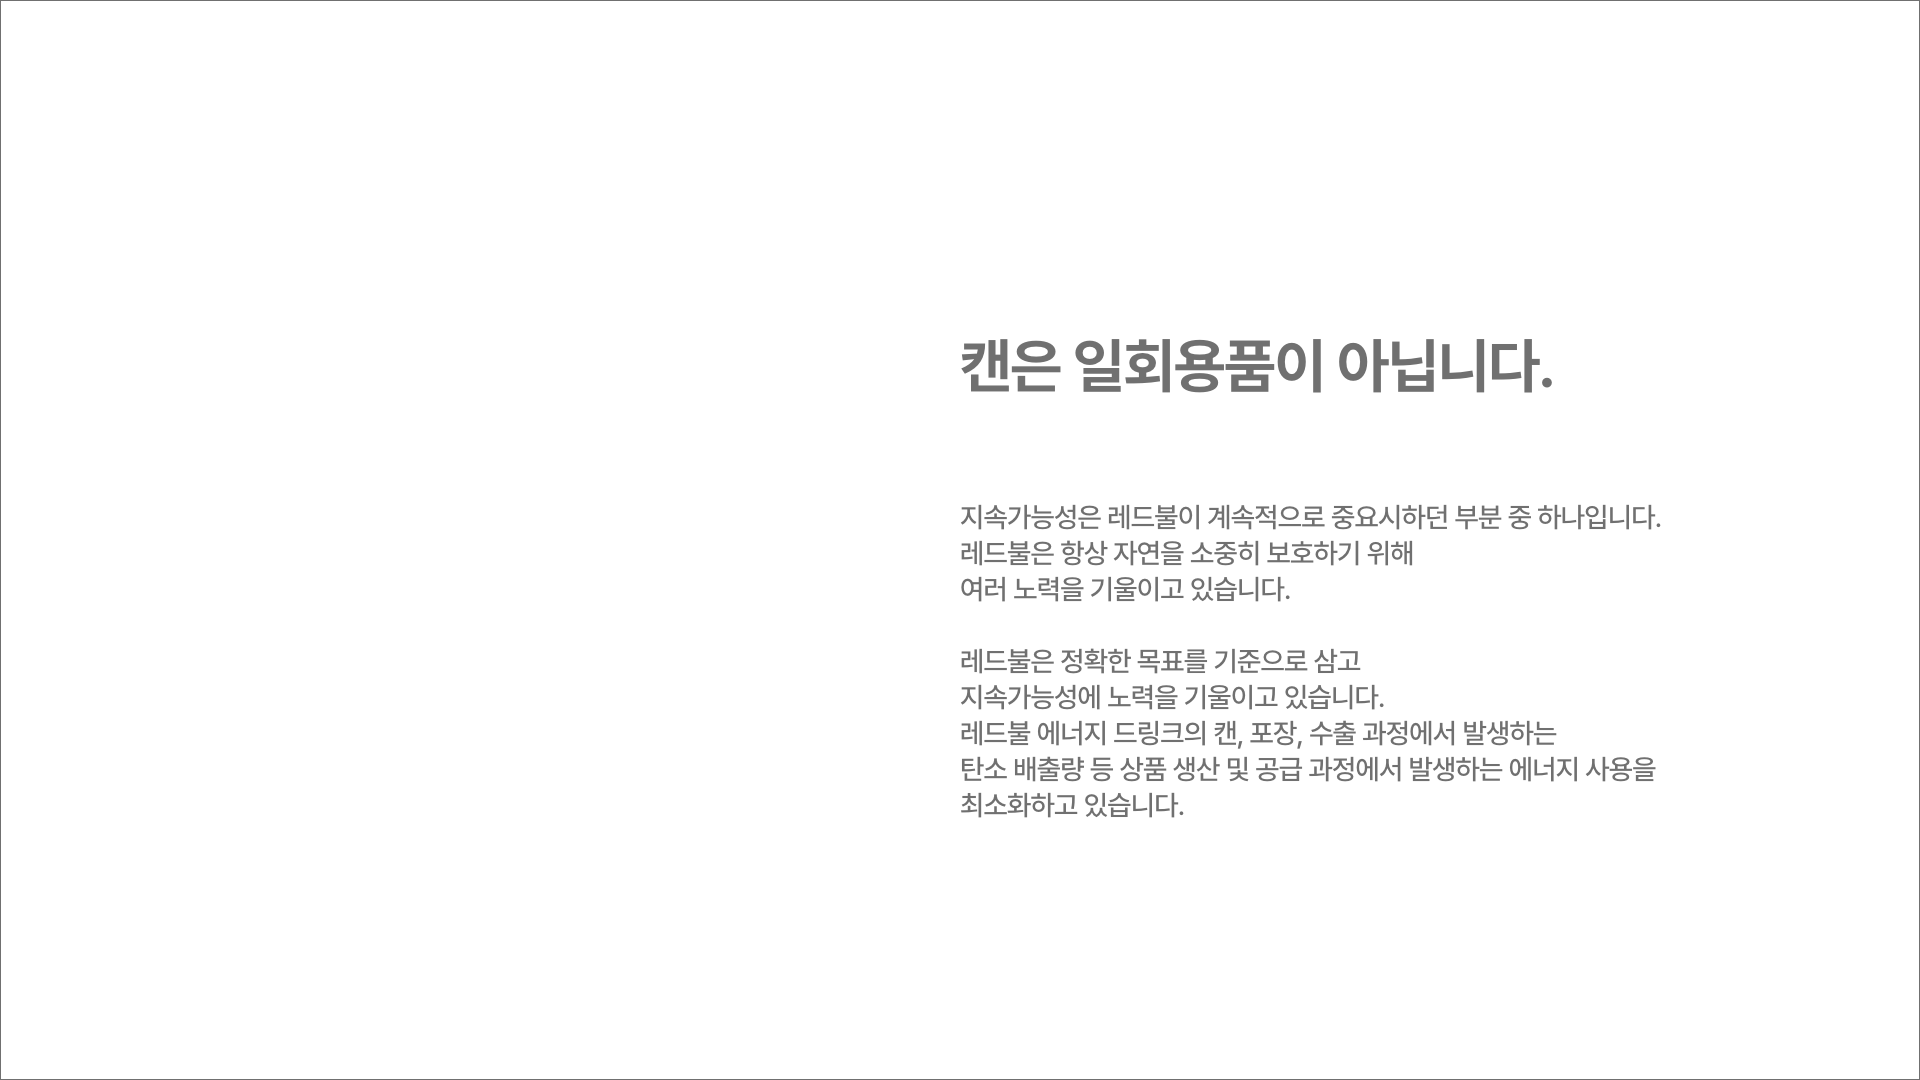 캔은 일회용품이 아닙니다.
지속가능성은 레드불이 계속적으로 중요시하던 부분 중 하나입니다.
레드불은 항상 자연을 소중히 보호하기 위해
여러 노력을 기울이고 있습니다.
레드불은 정확한 목표를 기준으로 삼고
지속가능성에 노력을 기울이고 있습니다.
레드불 에너지 드링크의 캔, 포장, 수출 과정에서 발생하는
탄소 배출량 등 상품 생산 및 공급 과정에서 발생하는 에너지 사용을
최소화하고 있습니다.